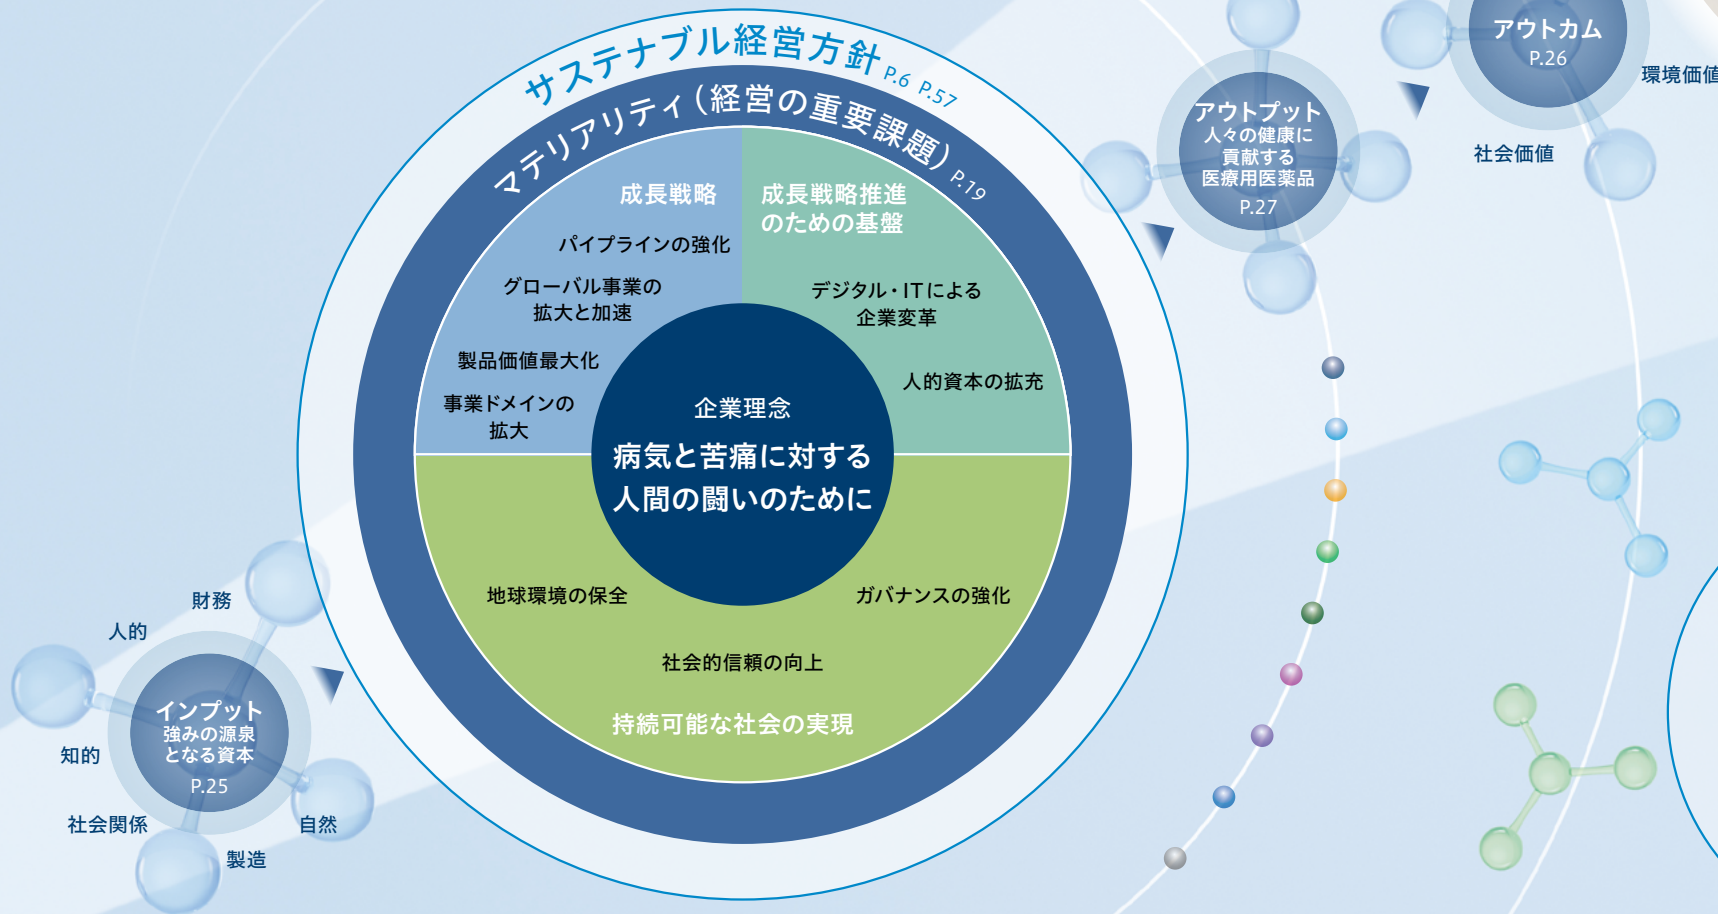 サステナブル経営方針 P.6 P.57
マテリアリティ(経営の重要課題) P.19
成長戦略
パイプラインの強化
グローバル事業の
拡大と加速
製品価値最大化
事業ドメインの
拡大
成長戦略推進
のための基盤
デジタル・ITによる
企業変革
人的資本の拡充
企業理念
病気と苦痛に対する
人間の闘いのために
地球環境の保全
ガバナンスの強化
社会的信頼の向上
持続可能な社会の実現
財務
人的
インプット
強みの源泉
となる資本
P.25
知的
社会関係
自然
製造
アウトプット
人々の健康に
貢献する
医療用医薬品
P.27
アウトカム
P.26
環境価値
社会価値